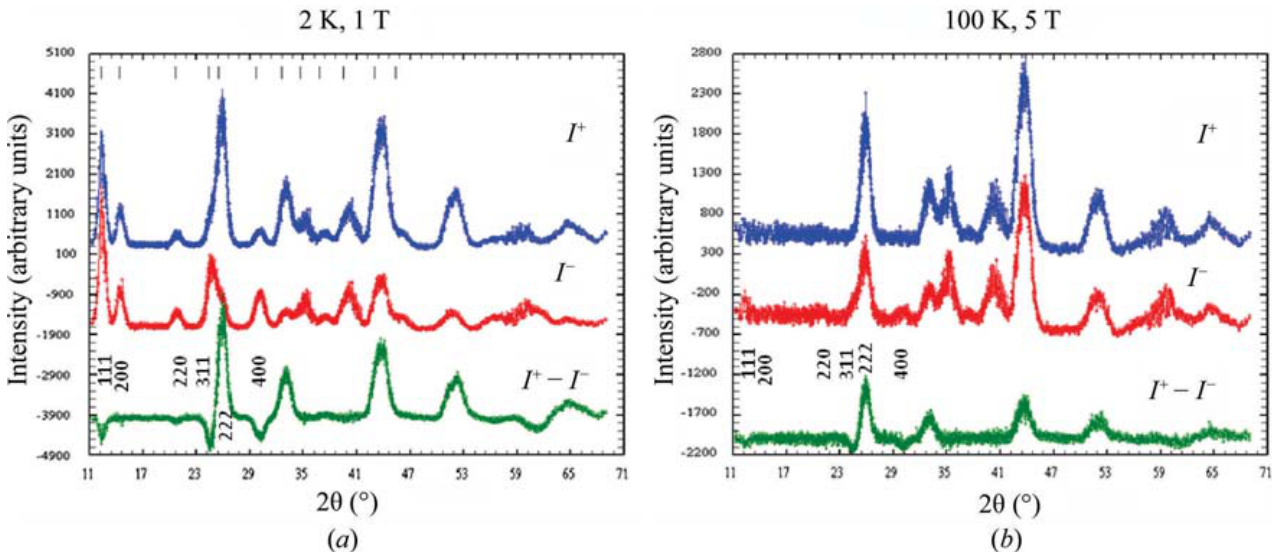 2 K, 1 T
Intensity (arbitrary units)
5100
4100
3100
2100
1100
100
-900
-1900
-2900
-3900
-4900
I⁺
I⁻
I⁺ – I⁻
111
200
220
311
222
400
11 17 23 29 35 41 47 53 59 65 71
2θ (°)
(a)
100 K, 5 T
Intensity (arbitrary units)
2800
2300
1800
1300
800
300
-200
-700
-1200
-1700
-2200
I⁺
I⁻
I⁺ – I⁻
111
200
220
311
222
400
11 17 23 29 35 41 47 53 59 65 71
2θ (°)
(b)